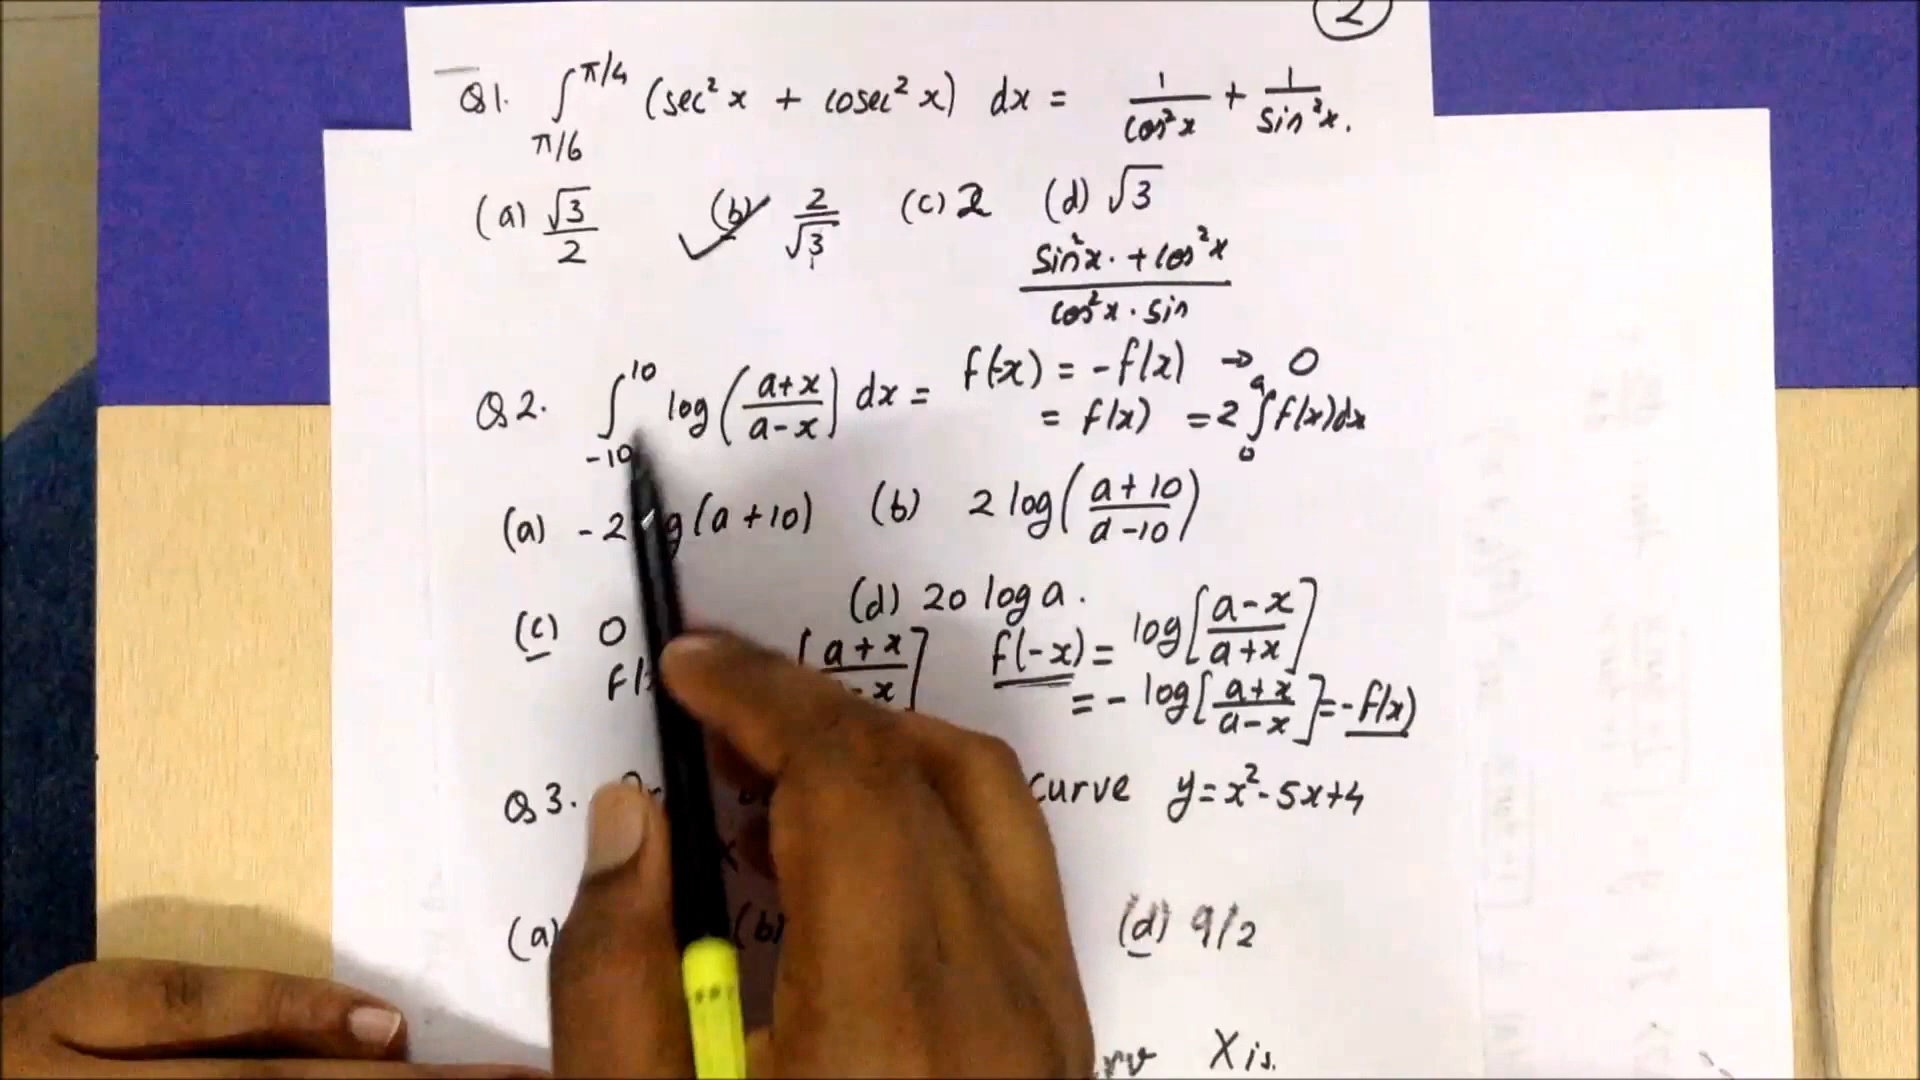 2
Q1. ∫π/6^π/4 (sec²x + cosec²x) dx = 1/cos²x + 1/sin²x.
(a) √3/2 (b) 2/√3 (c) 2 (d) √3
sin²x. + cos²x / cos²x · sin
Q2. ∫-10^10 log(a+x/a-x) dx = f(-x) = -f(x) → 0
= f(x) = 2∫0^a f(x)dx
(a) -2 g(a+10) (b) 2 log(a+10/a-10)
(c) 0 (d) 20 log a.
f( [a+x/-x] f(-x) = log[a-x/a+x]
= -log[a+x/a-x] = -f(x)
Q3. curve y=x²-5x+4
x
(a) (b) (d) 9/2
X is.